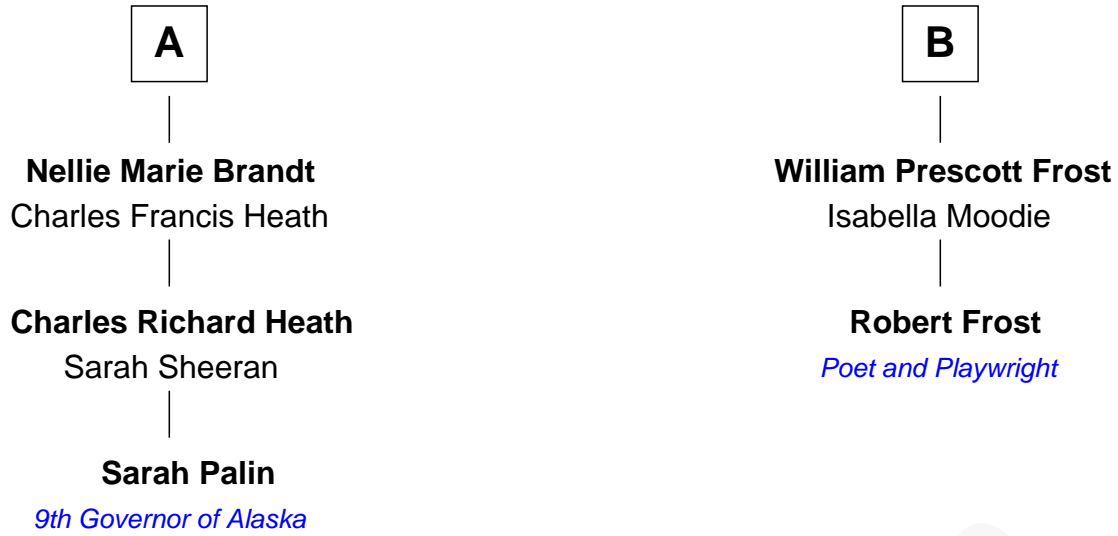 A
Nellie Marie Brandt
Charles Francis Heath
Charles Richard Heath
Sarah Sheeran
Sarah Palin
9th Governor of Alaska
B
William Prescott Frost
Isabella Moodie
Robert Frost
Poet and Playwright